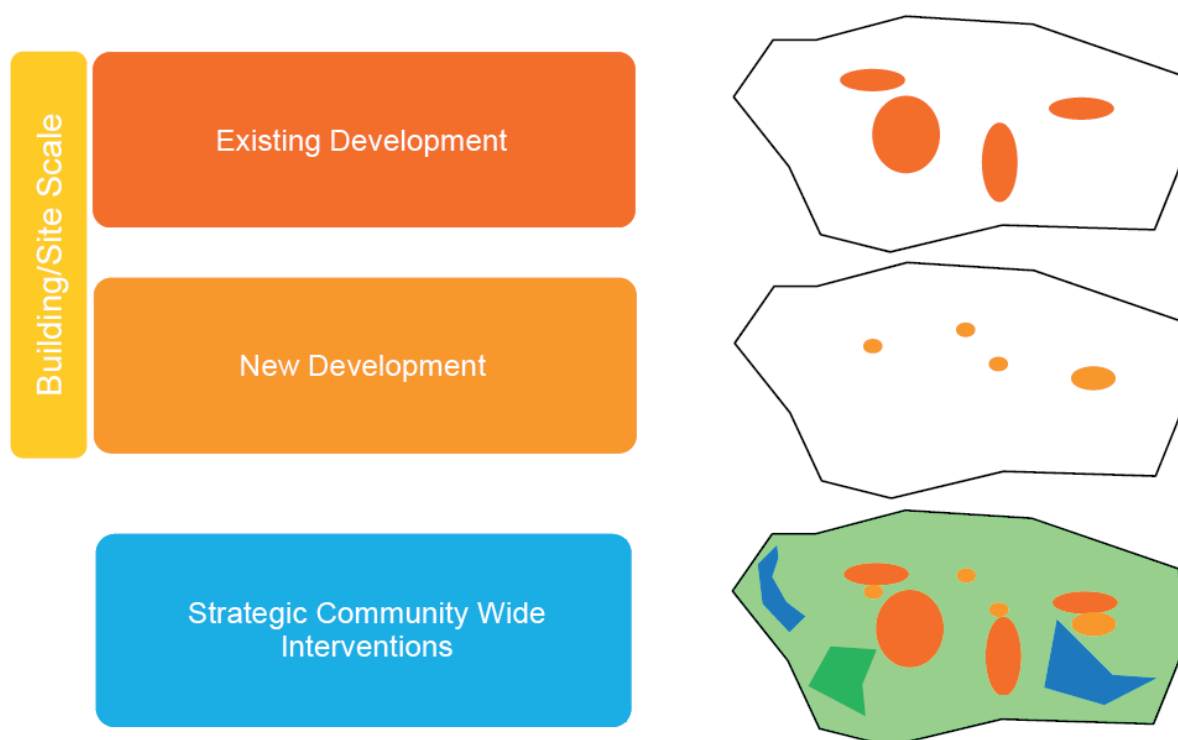 Building/Site Scale
Existing Development
New Development
Strategic Community Wide
Interventions